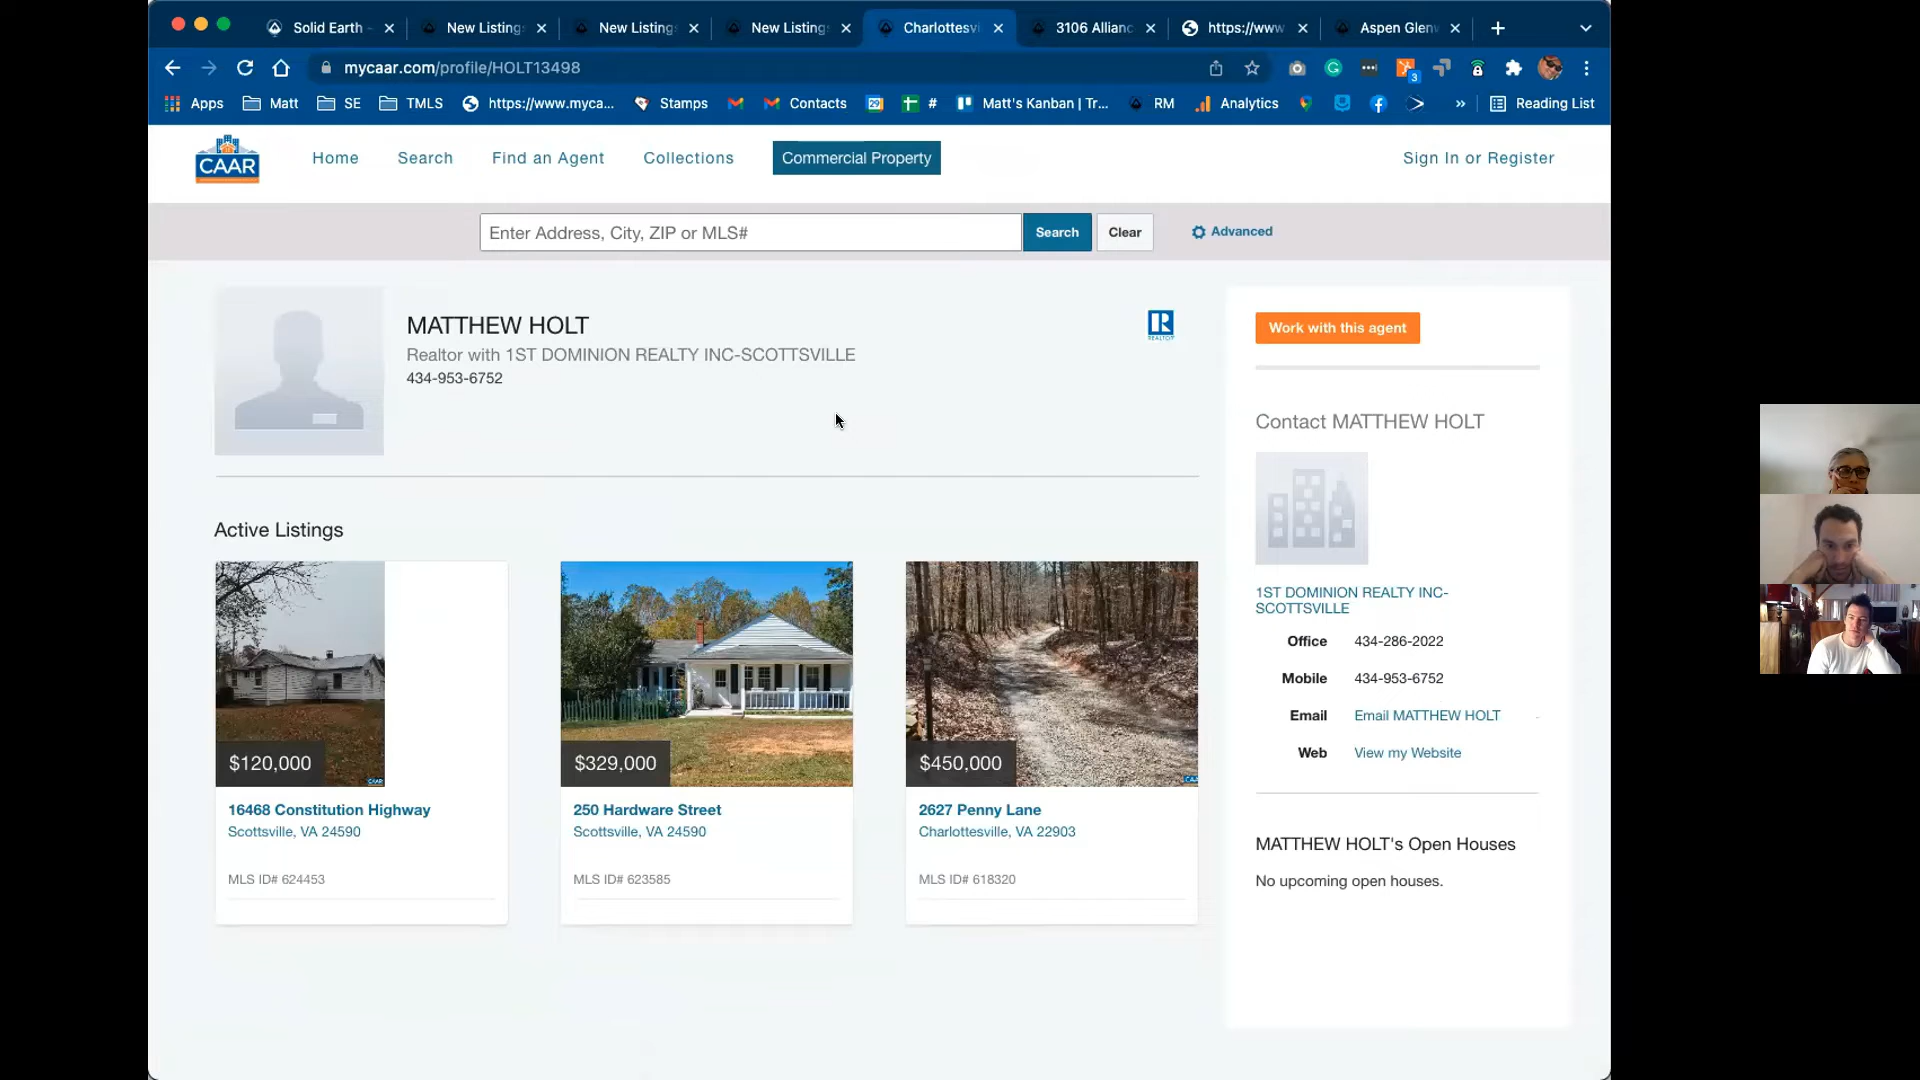 Solid Earth -
New Listing
New Listing
New Listing
Charlottesvi
3106 Allianc
https://www
Aspen Glenw
mycaar.com/profile/HOLT13498
3
Apps
Matt
SE
TMLS
https://www.myca...
Stamps
Contacts
29
#
Matt's Kanban | Tr...
RM
Analytics
»
Reading List
CAAR
Home
Search
Find an Agent
Collections
Commercial Property
Sign In or Register
Enter Address, City, ZIP or MLS#
Search
Clear
Advanced
MATTHEW HOLT
Realtor with 1ST DOMINION REALTY INC-SCOTTSVILLE
434-953-6752
R
REALTOR
Work with this agent
Contact MATTHEW HOLT
1ST DOMINION REALTY INC-
SCOTTSVILLE
Office 434-286-2022
Mobile 434-953-6752
Email Email MATTHEW HOLT
Web View my Website
MATTHEW HOLT's Open Houses
No upcoming open houses.
Active Listings
$120,000
CAAR
16468 Constitution Highway
Scottsville, VA 24590
MLS ID# 624453
$329,000
250 Hardware Street
Scottsville, VA 24590
MLS ID# 623585
$450,000
CAA
2627 Penny Lane
Charlottesville, VA 22903
MLS ID# 618320